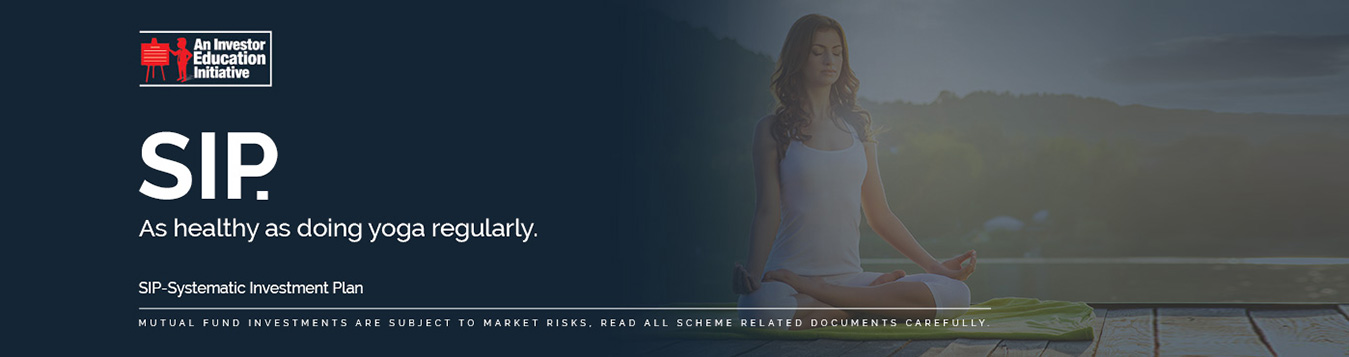 An Investor
Education
Initiative
SIP.
As healthy as doing yoga regularly.
SIP-Systematic Investment Plan
MUTUAL FUND INVESTMENTS ARE SUBJECT TO MARKET RISKS, READ ALL SCHEME RELATED DOCUMENTS CAREFULLY.